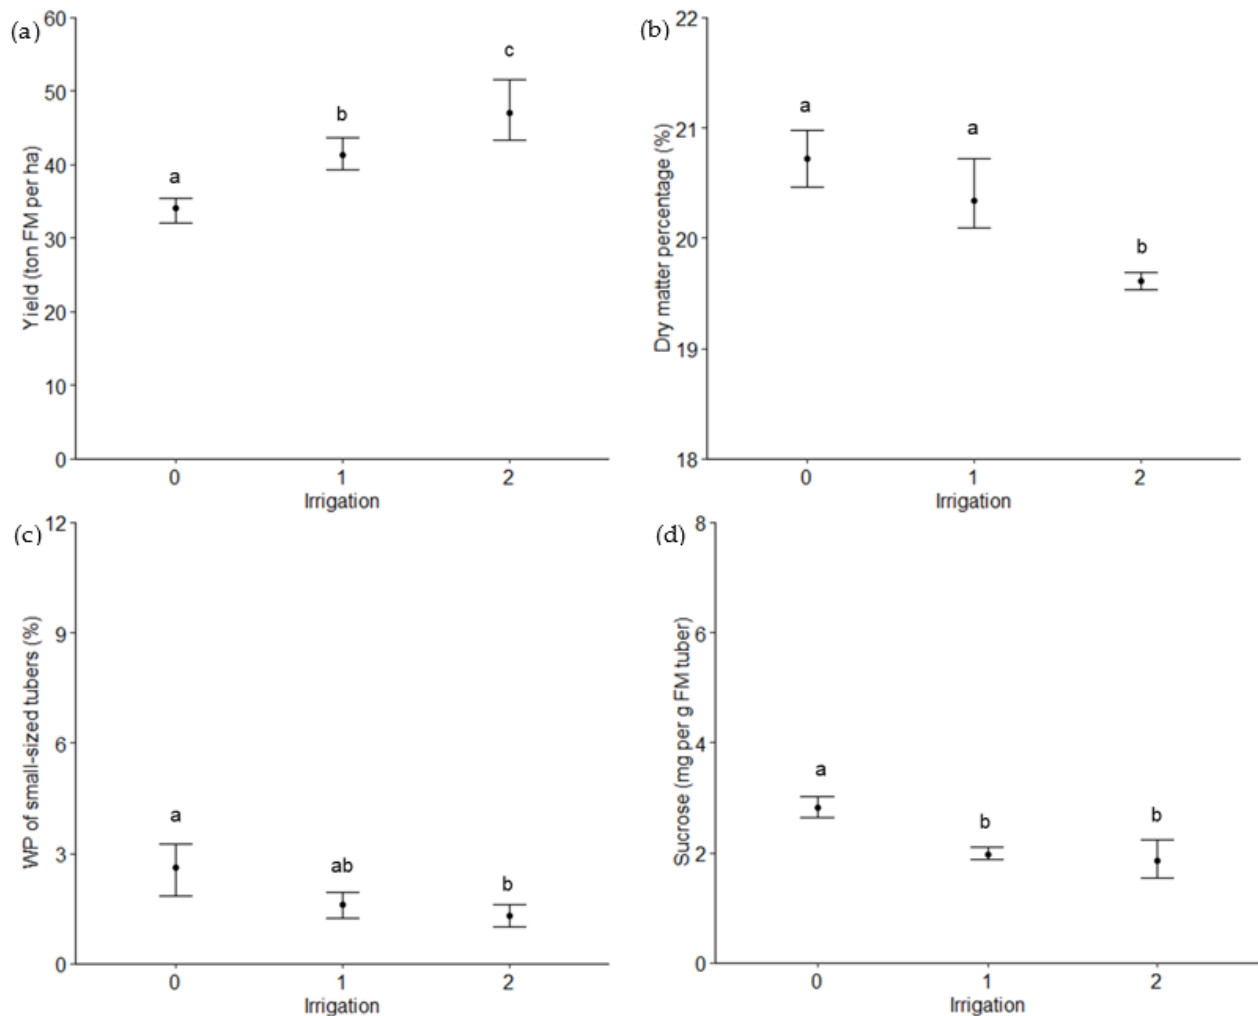 (a)
Yield (ton FM per ha)
60
50
40
30
20
10
0
a
b
c
0 1 2
Irrigation
(b)
Dry matter percentage (%)
22
21
20
19
18
a
a
b
0 1 2
Irrigation
(c)
WP of small-sized tubers (%)
12
9
6
3
0
a
ab
b
0 1 2
Irrigation
(d)
Sucrose (mg per g FM tuber)
8
6
4
2
0
a
b
b
0 1 2
Irrigation